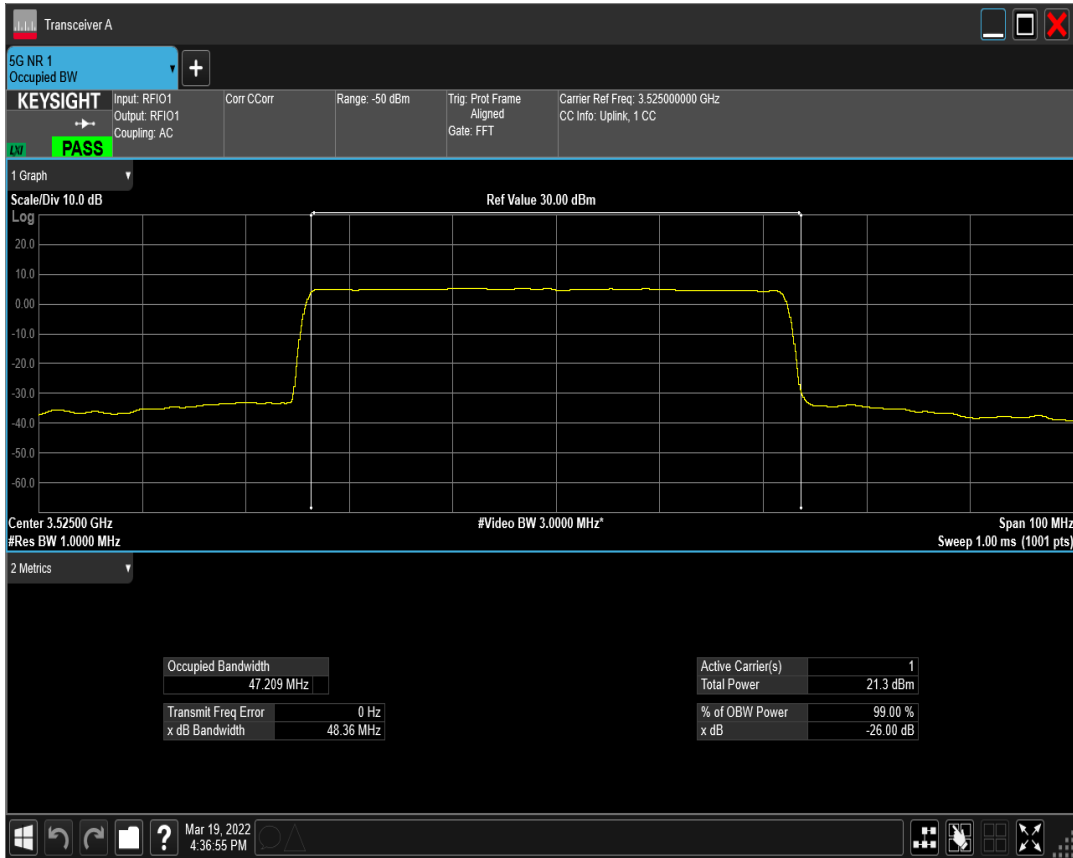 Transceiver A
5G NR 1
Occupied BW
KEYSIGHT
LXI
PASS
Input: RFIO1
Output: RFIO1
Coupling: AC
Corr CCorr
Range: -50 dBm
Trig: Prot Frame
Aligned
Gate: FFT
Carrier Ref Freq: 3.525000000 GHz
CC Info: Uplink, 1 CC
1 Graph
Scale/Div 10.0 dB
Ref Value 30.00 dBm
Log
20.0
10.0
0.00
-10.0
-20.0
-30.0
-40.0
-50.0
-60.0
Center 3.52500 GHz
#Video BW 3.0000 MHz*
Span 100 MHz
#Res BW 1.0000 MHz
Sweep 1.00 ms (1001 pts)
2 Metrics
Occupied Bandwidth
47.209 MHz
Transmit Freq Error 0 Hz
x dB Bandwidth 48.36 MHz
Active Carrier(s) 1
Total Power 21.3 dBm
% of OBW Power 99.00 %
x dB -26.00 dB
?
Mar 19, 2022
4:36:55 PM